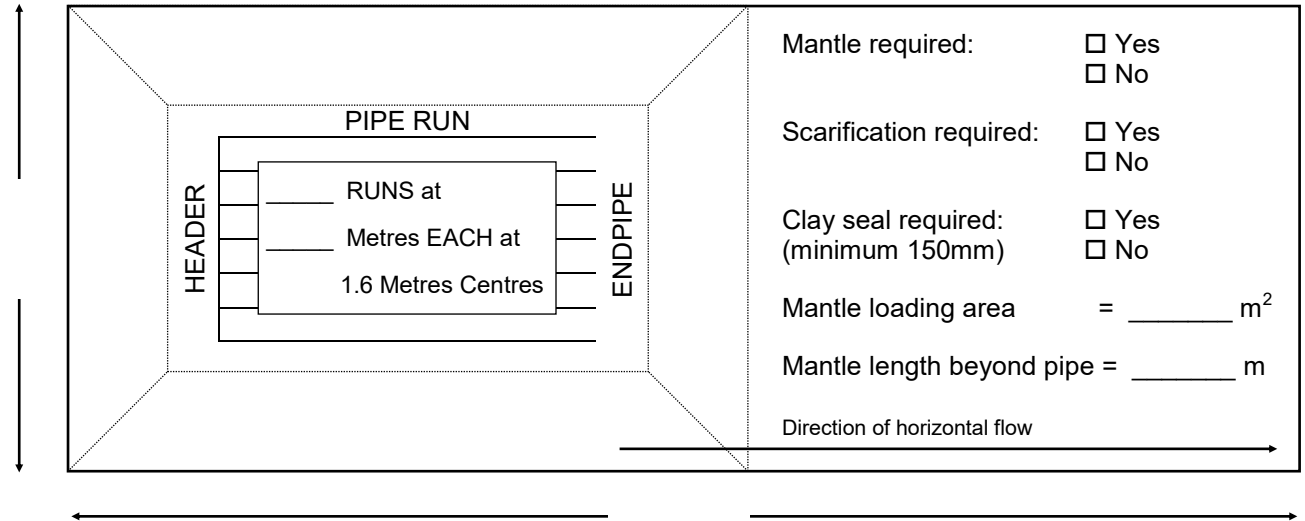 PIPE RUN
HEADER
_____ RUNS at
_____ Metres EACH at
1.6 Metres Centres
ENDPIPE
Mantle required: ☐ Yes
☐ No
Scarification required: ☐ Yes
☐ No
Clay seal required: ☐ Yes
(minimum 150mm) ☐ No
Mantle loading area = _______ m²
Mantle length beyond pipe = _______ m
Direction of horizontal flow